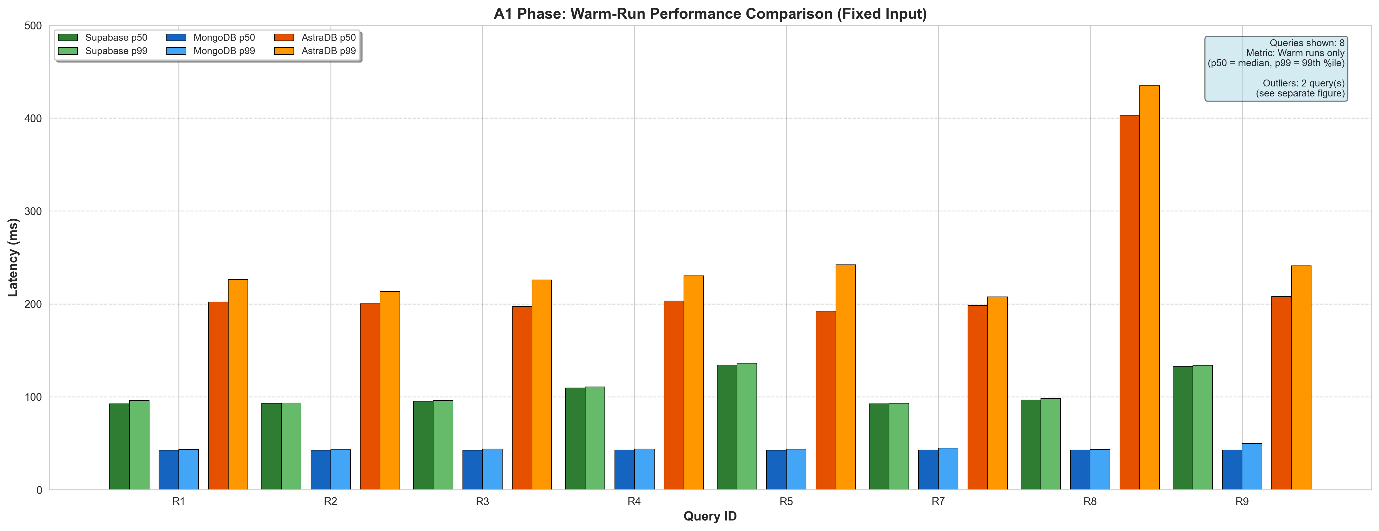 A1 Phase: Warm-Run Performance Comparison (Fixed Input)
Supabase p50 MongoDB p50 AstraDB p50
Supabase p99 MongoDB p99 AstraDB p99
Queries shown: 8
Metric: Warm runs only
(p50 = median, p99 = 99th %ile)
Outliers: 2 query(s)
(see separate figure)
Latency (ms)
500
400
300
200
100
0
R1 R2 R3 R4 R5 R7 R8 R9
Query ID